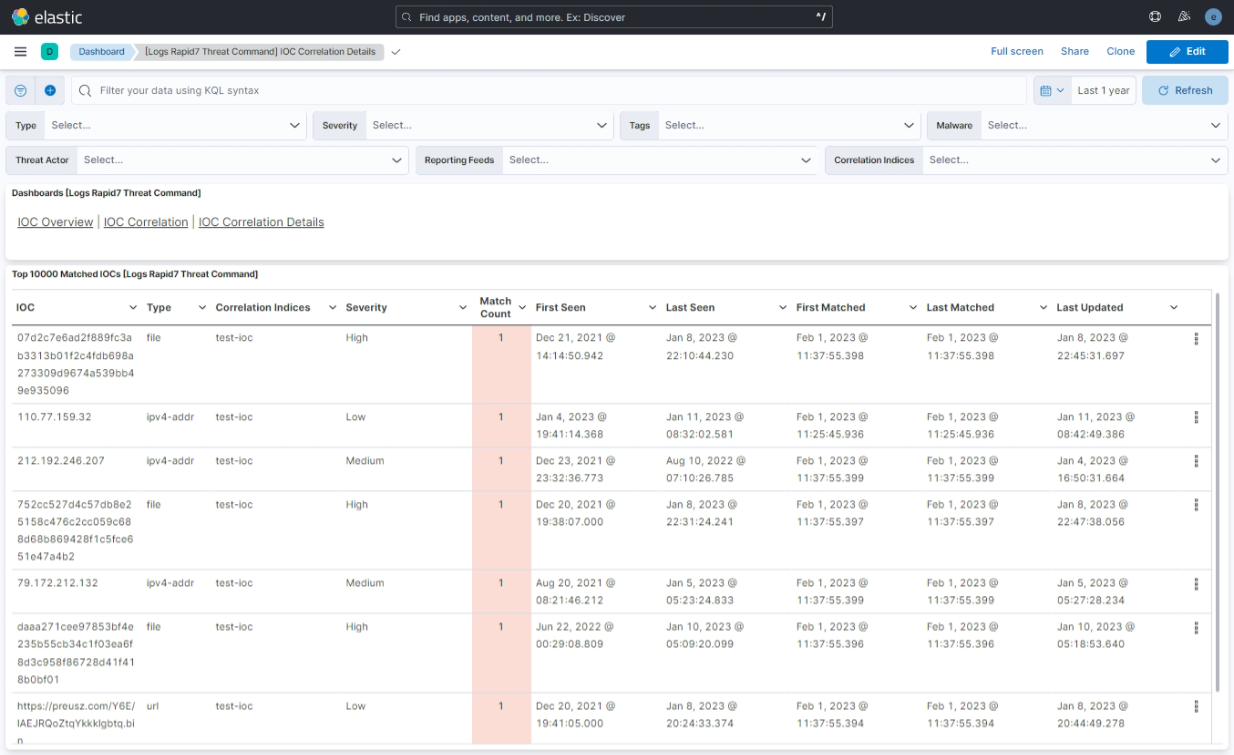 elastic
Find apps, content, and more. Ex: Discover
^/
e
D
Dashboard
[Logs Rapid7 Threat Command] IOC Correlation Details
Full screen
Share
Clone
Edit
Filter your data using KQL syntax
Last 1 year
Refresh
Type Select...
Severity Select...
Tags Select...
Malware Select...
Threat Actor Select...
Reporting Feeds Select...
Correlation Indices Select...
Dashboards [Logs Rapid7 Threat Command]
IOC Overview | IOC Correlation | IOC Correlation Details
Top 10000 Matched IOCs [Logs Rapid7 Threat Command]
IOC Type Correlation Indices Severity Match Count First Seen Last Seen First Matched Last Matched Last Updated
07d2c7e6ad2f889fc3a file test-ioc High 1 Dec 21, 2021 @ Jan 8, 2023 @ Feb 1, 2023 @ Feb 1, 2023 @ Jan 8, 2023 @
b3313b01f2c4fdb698a 14:14:50.942 22:10:44.230 11:37:55.398 11:37:55.398 22:45:31.697
273309d9674a539bb4
9e935096
110.77.159.32 ipv4-addr test-ioc Low 1 Jan 4, 2023 @ Jan 11, 2023 @ Feb 1, 2023 @ Feb 1, 2023 @ Jan 11, 2023 @
19:41:14.368 08:32:02.581 11:25:45.936 11:25:45.936 08:42:49.386
212.192.246.207 ipv4-addr test-ioc Medium 1 Dec 23, 2021 @ Aug 10, 2022 @ Feb 1, 2023 @ Feb 1, 2023 @ Jan 4, 2023 @
23:32:36.773 07:10:26.785 11:37:55.399 11:37:55.399 16:50:31.664
752cc527d4c57db8e2 file test-ioc High 1 Dec 20, 2021 @ Jan 8, 2023 @ Feb 1, 2023 @ Feb 1, 2023 @ Jan 8, 2023 @
5158c476c2cc059c68 19:38:07.000 22:31:24.241 11:37:55.397 11:37:55.397 22:47:38.056
8d68b869428f1c5fce6
51e47a4b2
79.172.212.132 ipv4-addr test-ioc Medium 1 Aug 20, 2021 @ Jan 5, 2023 @ Feb 1, 2023 @ Feb 1, 2023 @ Jan 5, 2023 @
08:21:46.212 05:23:24.833 11:37:55.399 11:37:55.399 05:27:28.234
daaa271cee97853bf4e file test-ioc High 1 Jun 22, 2022 @ Jan 10, 2023 @ Feb 1, 2023 @ Feb 1, 2023 @ Jan 10, 2023 @
235b55cb34c1f03ea6f 00:29:08.809 05:09:20.099 11:37:55.396 11:37:55.396 05:18:53.640
8d3c958f86728d41f41
8b0bf01
https://preusz.com/Y6E/ url test-ioc Low 1 Dec 20, 2021 @ Jan 8, 2023 @ Feb 1, 2023 @ Feb 1, 2023 @ Jan 8, 2023 @
IAEJRQoZtqYkkklgbtq.bi 19:41:05.000 20:24:33.374 11:37:55.394 11:37:55.394 20:44:49.278
n